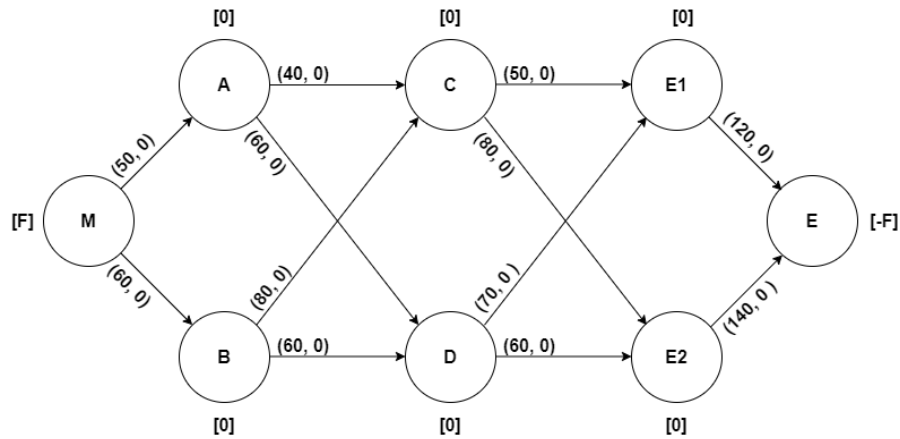 [0] [0] [0]
A (40, 0) C (50, 0) E1
(50, 0) (60, 0) (80, 0) (120, 0)
[F] M E [-F]
(60, 0) (80, 0) (70, 0 ) (140, 0 )
B (60, 0) D (60, 0) E2
[0] [0] [0]